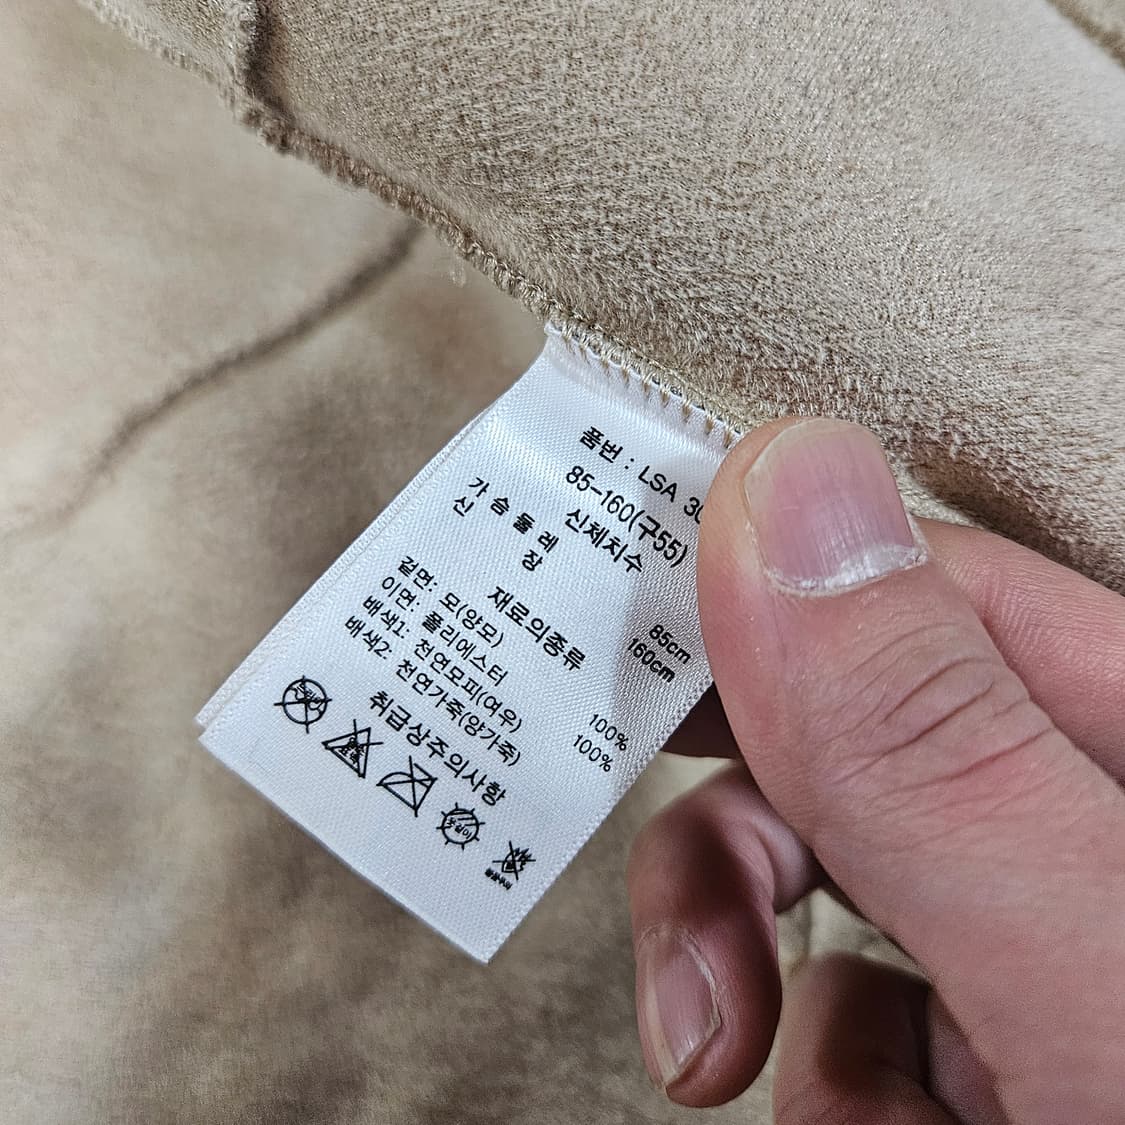 품번 : LSA
85-160(구55)
신체치수
가 슴 둘 레 85cm
신 장 160cm
재료의종류
겉면: 모(양모) 100%
이면: 폴리에스터 100%
배색1: 천연모피(여우)
배색2: 천연가죽(양가죽)
취급상주의사항